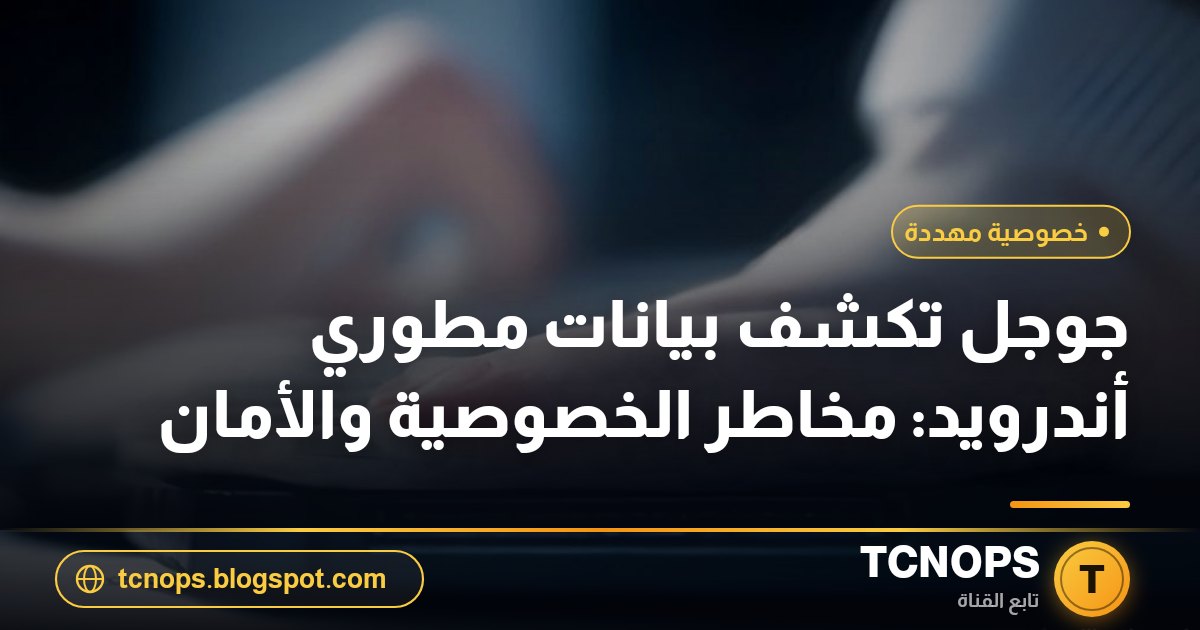 خصوصية مهددة
جوجل تكشف بيانات مطوري
أندرويد: مخاطر الخصوصية والأمان
TCNOPS
تابع القناة
T
tcnops.blogspot.com